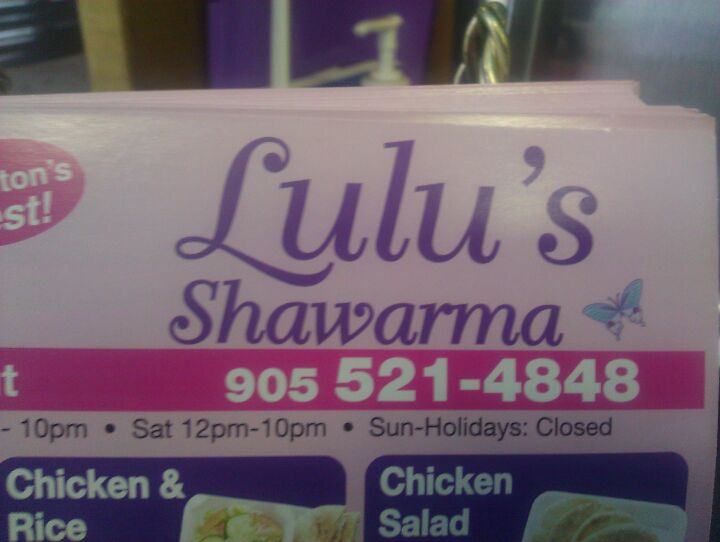 ton's
est!
Lulu's
Shawarma
t
905 521-4848
- 10pm • Sat 12pm-10pm • Sun-Holidays: Closed
Chicken &
Rice
Chicken
Salad